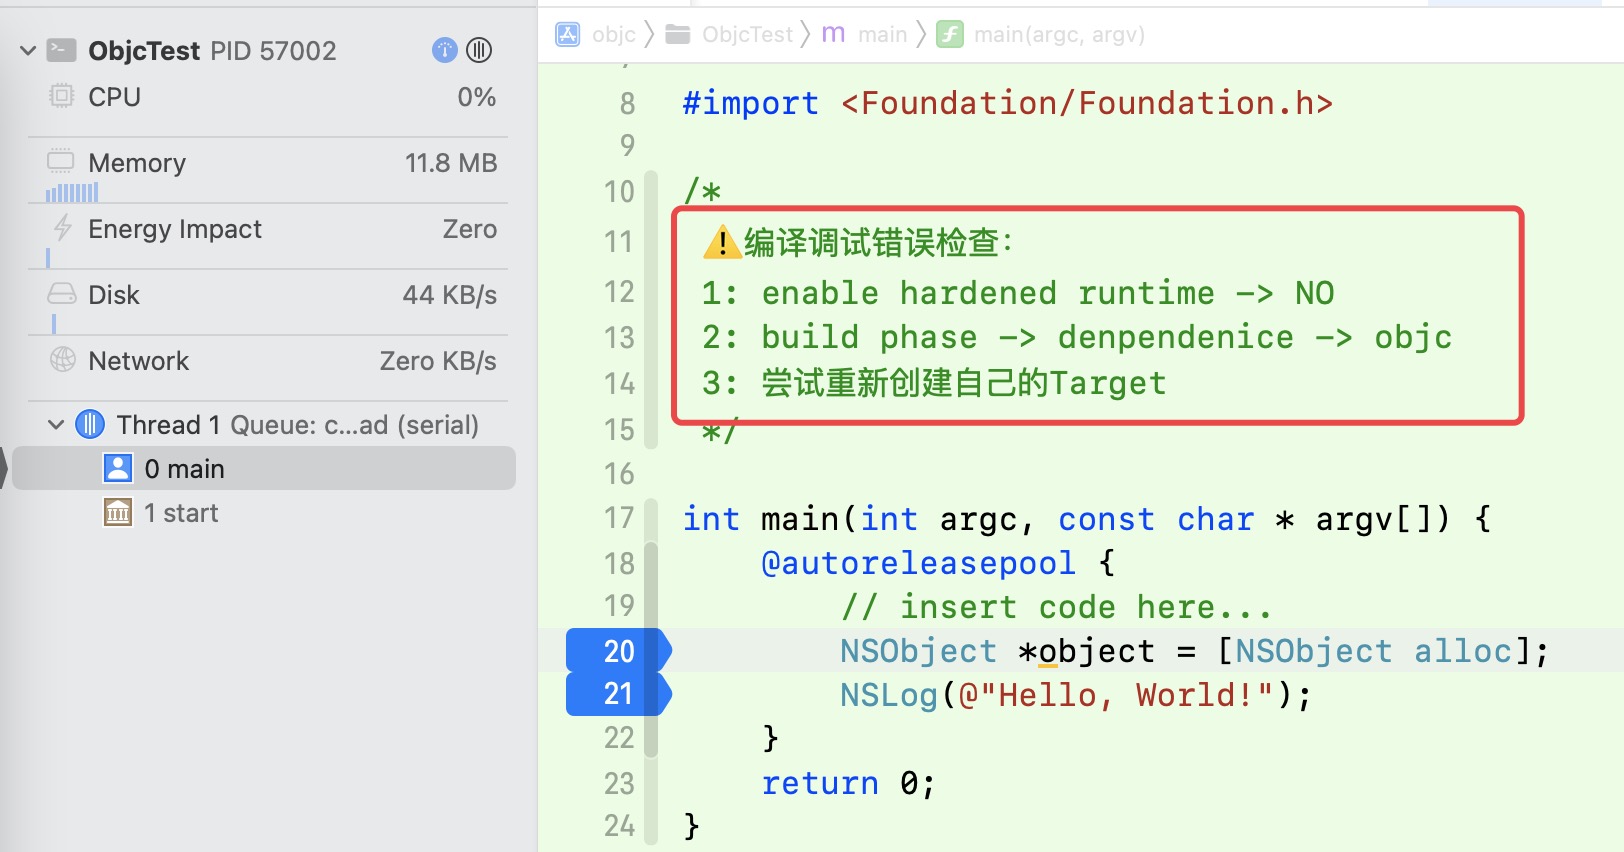 ObjcTest PID 57002
CPU 0%
Memory 11.8 MB
Energy Impact Zero
Disk 44 KB/s
Network Zero KB/s
Thread 1 Queue: c...ad (serial)
0 main
1 start
objc ObjcTest m main f main(argc, argv)
8 #import <Foundation/Foundation.h>
9
10 /*
11 ⚠️编译调试错误检查:
12 1: enable hardened runtime -> NO
13 2: build phase -> denpendenice -> objc
14 3: 尝试重新创建自己的Target
15 */
16
17 int main(int argc, const char * argv[]) {
18 @autoreleasepool {
19 // insert code here...
20 NSObject *object = [NSObject alloc];
21 NSLog(@"Hello, World!");
22 }
23 return 0;
24 }